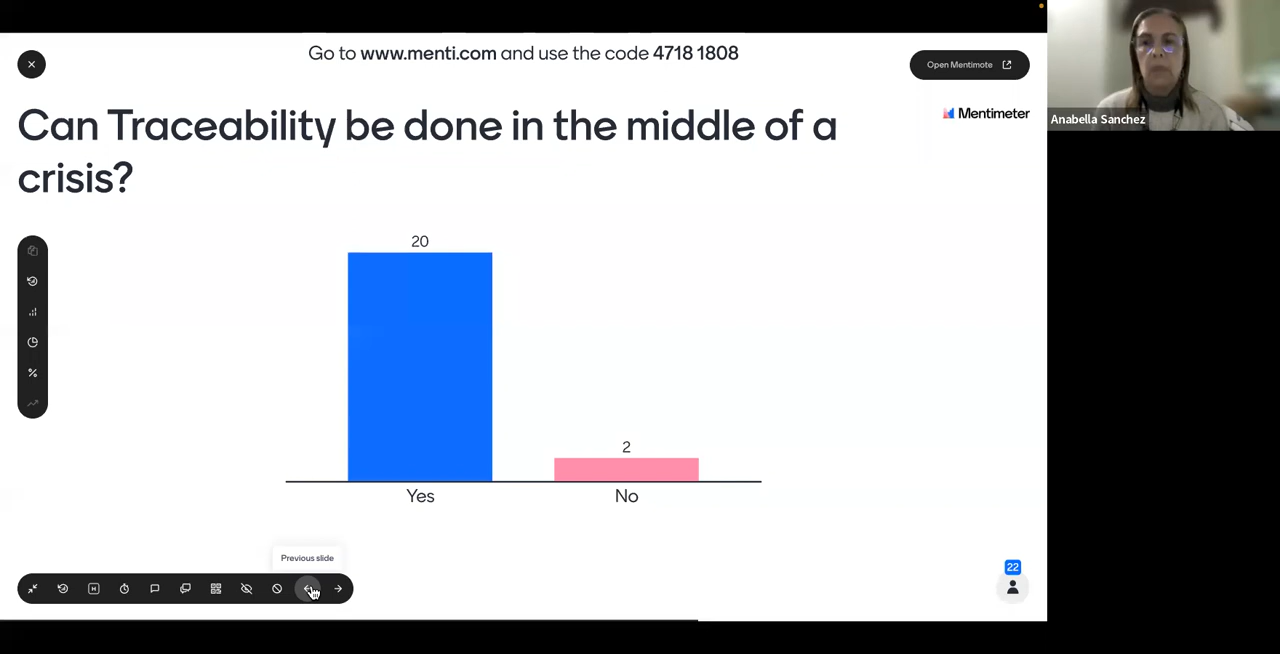 Go to www.menti.com and use the code 4718 1808
Open Mentimote
Mentimeter
Can Traceability be done in the middle of a
crisis?
Anabella Sanchez
20
2
Yes
No
Previous slide
H
%
22